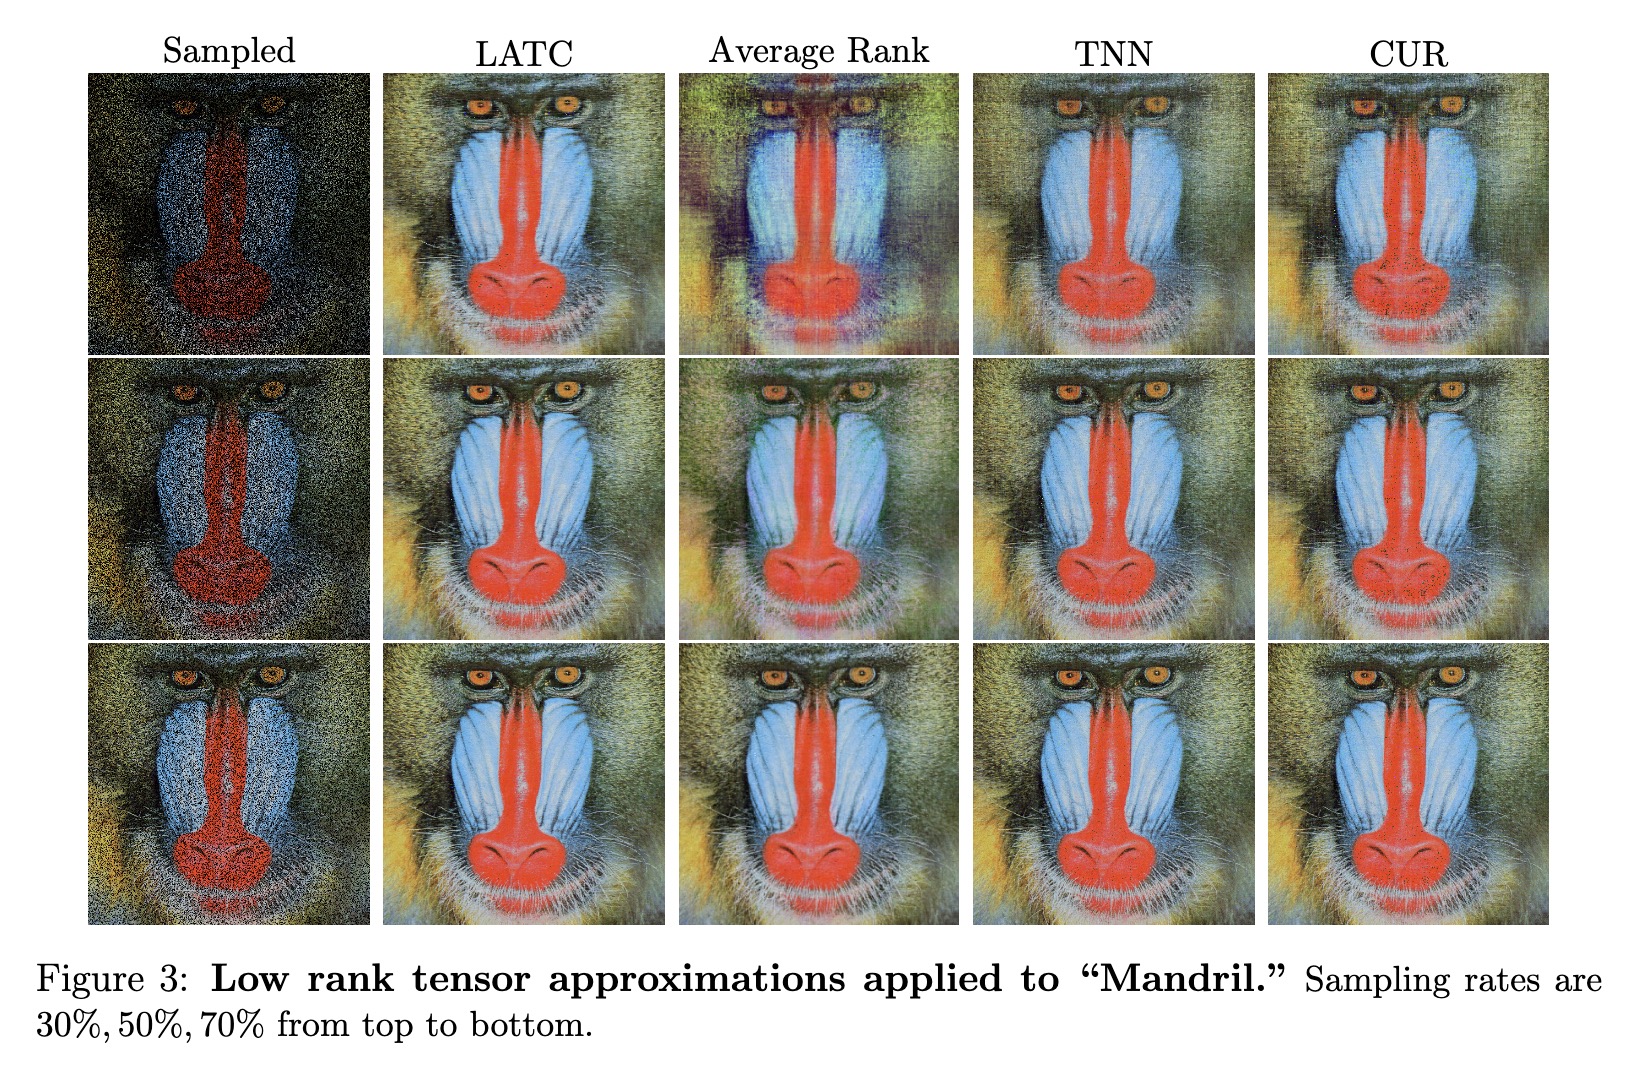 Sampled LATC Average Rank TNN CUR
Figure 3: Low rank tensor approximations applied to “Mandril.” Sampling rates are
30%, 50%, 70% from top to bottom.